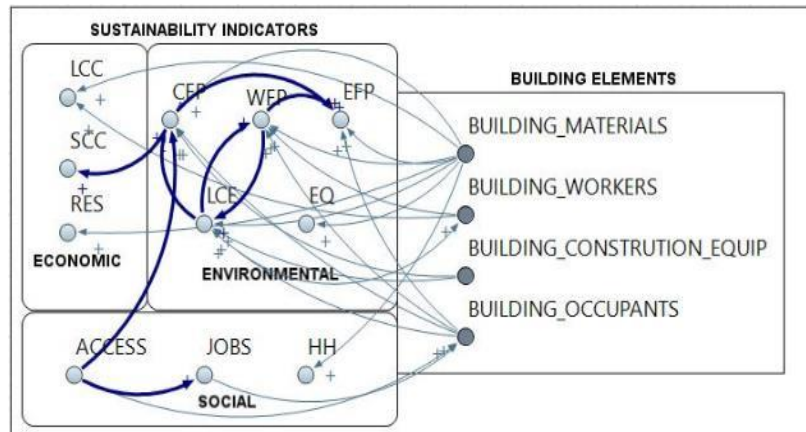 SUSTAINABILITY INDICATORS
LCC
CFP
WFP
EFP
BUILDING ELEMENTS
BUILDING_MATERIALS
SCC
BUILDING_WORKERS
RES
LCE
EQ
BUILDING_CONSTRUTION_EQUIP
ECONOMIC
ENVIRONMENTAL
BUILDING_OCCUPANTS
ACCESS
JOBS
HH
SOCIAL